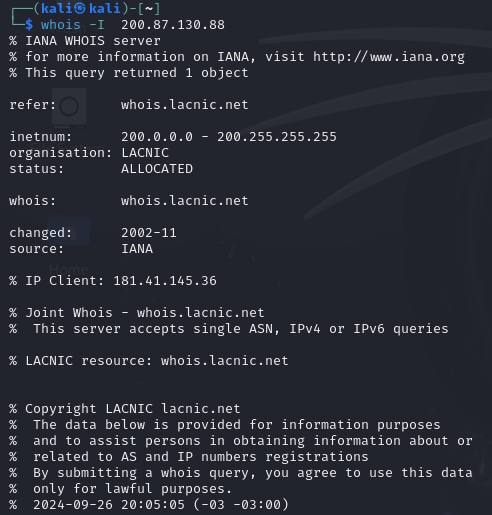 ┌──(kali㉿kali)-[~]
└─$ whois -I  200.87.130.88
% IANA WHOIS server
% for more information on IANA, visit http://www.iana.org
% This query returned 1 object

refer:        whois.lacnic.net

inetnum:      200.0.0.0 - 200.255.255.255
organisation: LACNIC
status:       ALLOCATED

whois:        whois.lacnic.net

changed:      2002-11
source:       IANA
Home

% IP Client: 181.41.145.36

% Joint Whois - whois.lacnic.net
%  This server accepts single ASN, IPv4 or IPv6 queries

% LACNIC resource: whois.lacnic.net


% Copyright LACNIC lacnic.net
%  The data below is provided for information purposes
%  and to assist persons in obtaining information about or
%  related to AS and IP numbers registrations
%  By submitting a whois query, you agree to use this data
%  only for lawful purposes.
%  2024-09-26 20:05:05 (-03 -03:00)